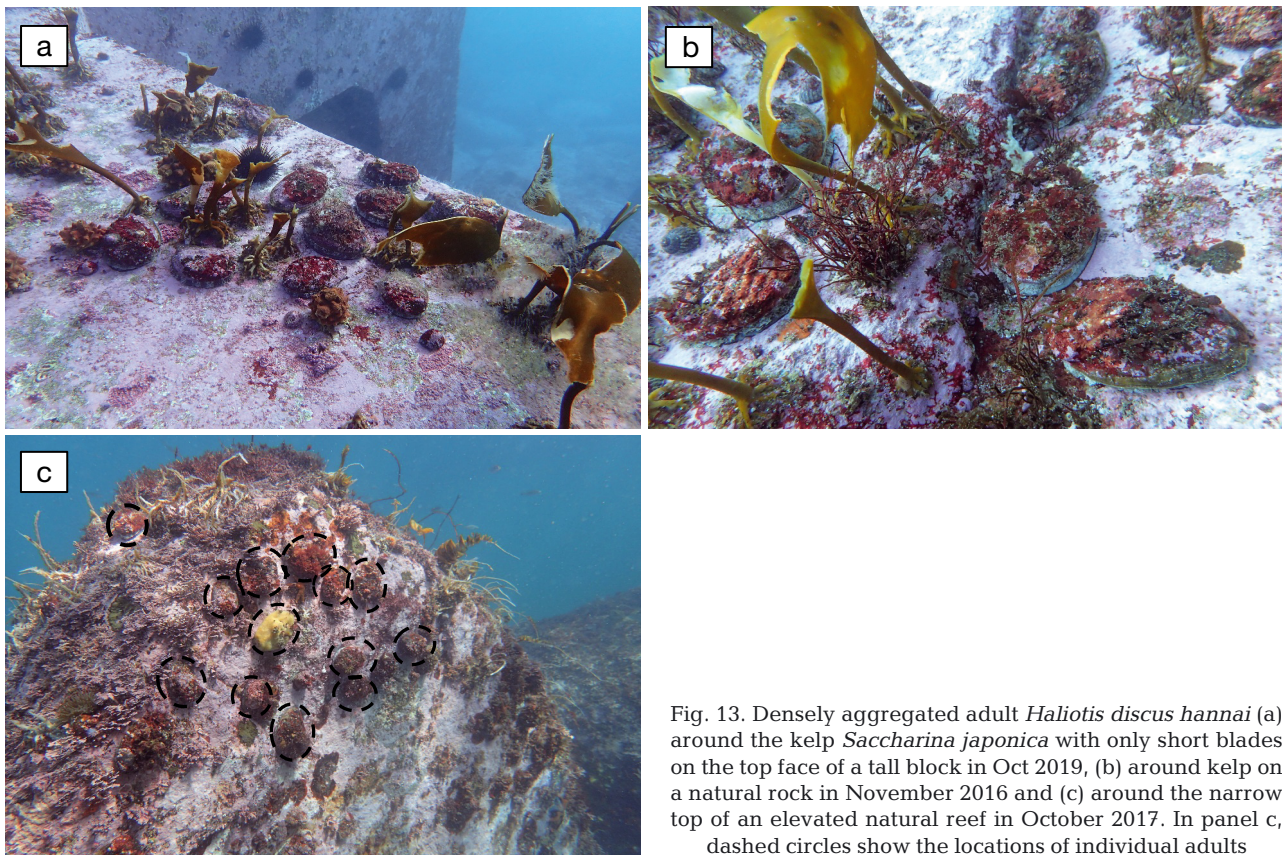 a
b
c
Fig. 13. Densely aggregated adult Haliotis discus hannai (a)
around the kelp Saccharina japonica with only short blades
on the top face of a tall block in Oct 2019, (b) around kelp on
a natural rock in November 2016 and (c) around the narrow
top of an elevated natural reef in October 2017. In panel c,
dashed circles show the locations of individual adults